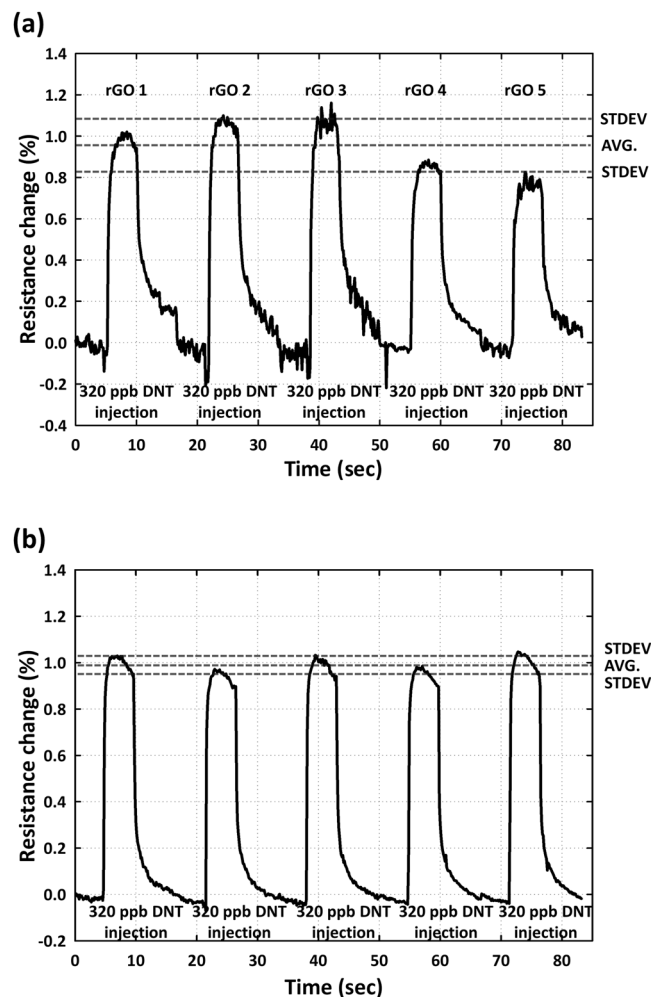 (a)
1.4
1.2
1.0
0.8
0.6
0.4
0.2
0.0
-0.2
-0.4
Resistance change (%)
rGO 1 rGO 2 rGO 3 rGO 4 rGO 5
STDEV
AVG.
STDEV
320 ppb DNT 320 ppb DNT 320 ppb DNT 320 ppb DNT 320 ppb DNT
injection injection injection injection injection
0 10 20 30 40 50 60 70 80
Time (sec)
(b)
1.4
1.2
1.0
0.8
0.6
0.4
0.2
0.0
-0.2
Resistance change (%)
STDEV
AVG.
STDEV
320 ppb DNT 320 ppb DNT 320 ppb DNT 320 ppb DNT 320 ppb DNT
injection injection injection injection injection
0 10 20 30 40 50 60 70 80
Time (sec)